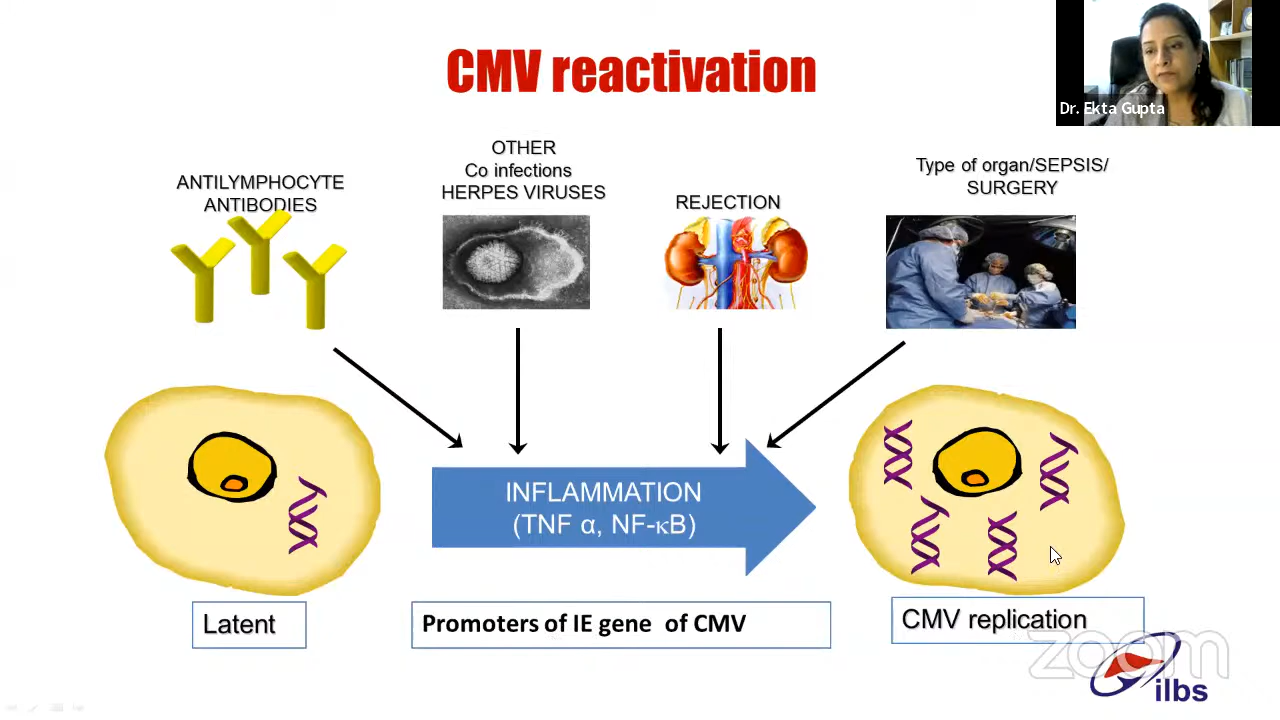 CMV reactivation
Dr. Ekta Gupta
ANTILYMPHOCYTE
ANTIBODIES
OTHER
Co infections
HERPES VIRUSES
REJECTION
Type of organ/SEPSIS/
SURGERY
INFLAMMATION
(TNF α, NF-κB)
Latent
Promoters of IE gene  of CMV
CMV replication
zoom
ilbs